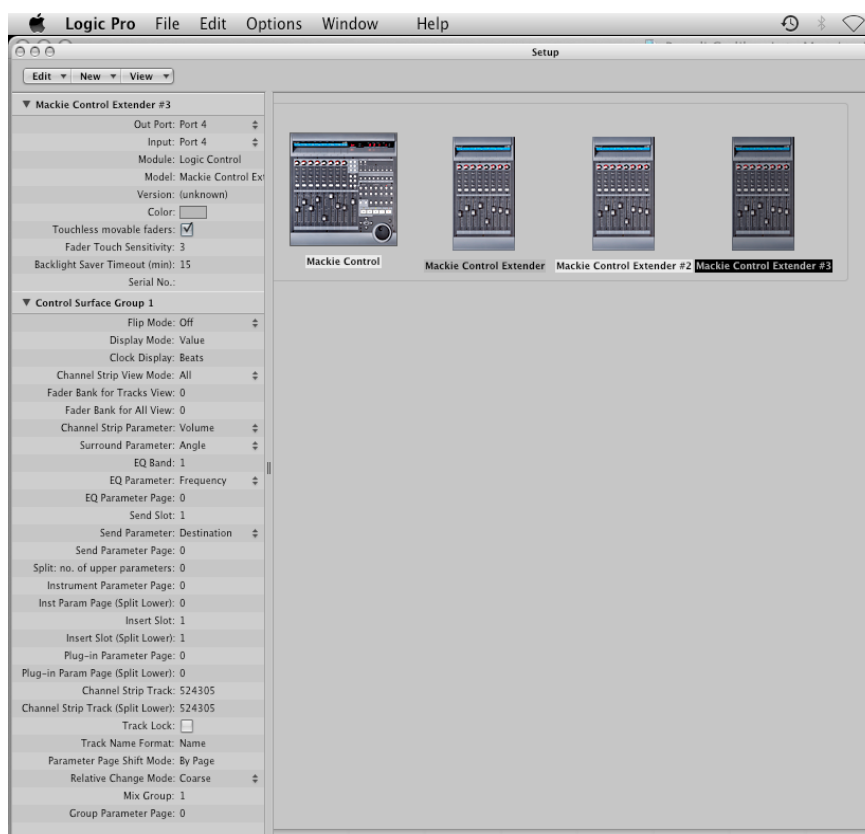 Logic Pro File Edit Options Window Help
Setup
Edit New View
Mackie Control Extender #3
Out Port: Port 4
Input: Port 4
Module: Logic Control
Model: Mackie Control Ext
Version: (unknown)
Color:
Touchless movable faders:
Fader Touch Sensitivity: 3
Backlight Saver Timeout (min): 15
Serial No.:
Control Surface Group 1
Flip Mode: Off
Display Mode: Value
Clock Display: Beats
Channel Strip View Mode: All
Fader Bank for Tracks View: 0
Fader Bank for All View: 0
Channel Strip Parameter: Volume
Surround Parameter: Angle
EQ Band: 1
EQ Parameter: Frequency
EQ Parameter Page: 0
Send Slot: 1
Send Parameter: Destination
Send Parameter Page: 0
Split: no. of upper parameters: 0
Instrument Parameter Page: 0
Inst Param Page (Split Lower): 0
Insert Slot: 1
Insert Slot (Split Lower): 1
Plug-in Parameter Page: 0
Plug-in Param Page (Split Lower): 0
Channel Strip Track: 524305
Channel Strip Track (Split Lower): 524305
Track Lock:
Track Name Format: Name
Parameter Page Shift Mode: By Page
Relative Change Mode: Coarse
Mix Group: 1
Group Parameter Page: 0
Mackie Control
Mackie Control Extender
Mackie Control Extender #2
Mackie Control Extender #3